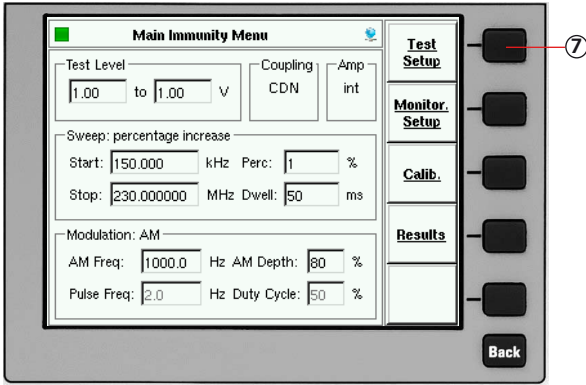 Main Immunity Menu
Test Level
1.00 to 1.00 V
Coupling
CDN
Amp
int
Sweep: percentage increase
Start: 150.000 kHz Perc: 1 %
Stop: 230.000000 MHz Dwell: 50 ms
Modulation: AM
AM Freq: 1000.0 Hz AM Depth: 80 %
Pulse Freq: 2.0 Hz Duty Cycle: 50 %
Test Setup
Monitor. Setup
Calib.
Results
Back
7